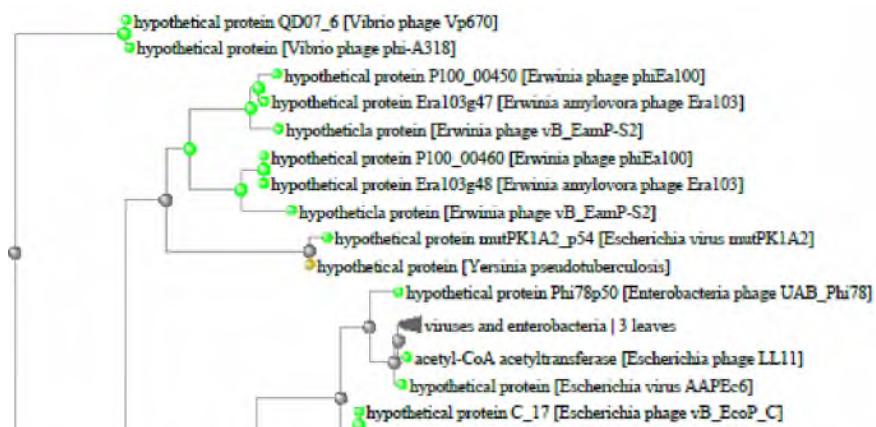 hypothetical protein QD07_6 [Vibrio phage Vp670]
hypothetical protein [Vibrio phage phi-A318]
hypothetical protein P100_00450 [Erwinia phage phiEa100]
hypothetical protein Era103g47 [Erwinia amylovora phage Era103]
hypotheticla protein [Erwinia phage vB_EamP-S2]
hypothetical protein P100_00460 [Erwinia phage phiEa100]
hypothetical protein Era103g48 [Erwinia amylovora phage Era103]
hypotheticla protein [Erwinia phage vB_EamP-S2]
hypothetical protein mutPK1A2_p54 [Escherichia virus mutPK1A2]
hypothetical protein [Yersinia pseudotuberculosis]
hypothetical protein Phi78p50 [Enterobacteria phage UAB_Phi78]
viruses and enterobacteria | 3 leaves
acetyl-CoA acetyltransferase [Escherichia phage LL11]
hypothetical protein [Escherichia virus AAPEc6]
hypothetical protein C_17 [Escherichia phage vB_EcoP_C]